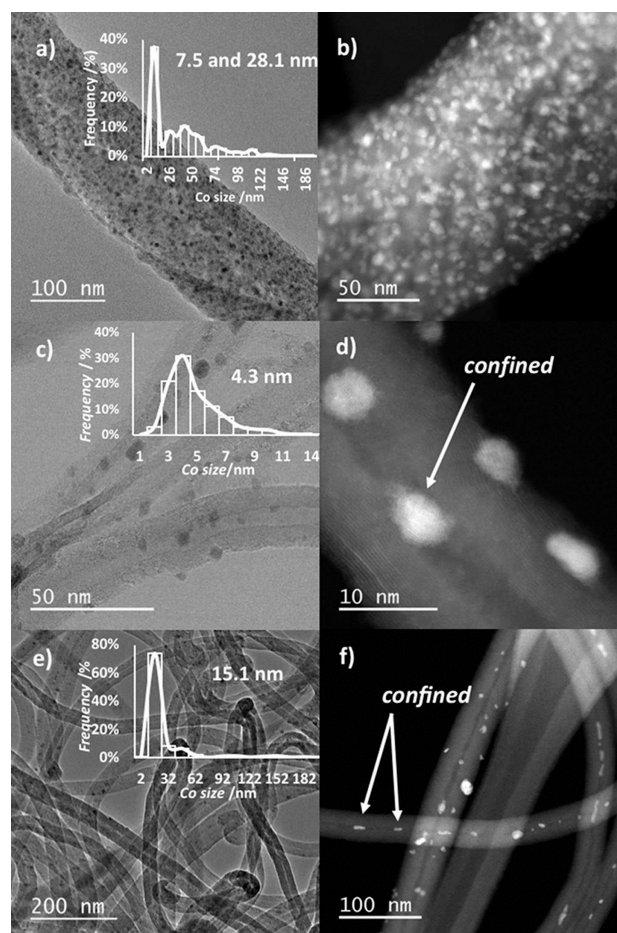 a)
40%
30%
20%
10%
0%
Frequency /%)
7.5 and 28.1 nm
2 26 50 74 98 122 146 186
Co size /nm
100 nm
b)
50 nm
c)
40%
30%
20%
10%
0%
Frequency / %
4.3 nm
1 3 4 5 7 9 11 14
Co size/nm
50 nm
d)
confined
10 nm
e)
80%
60%
40%
20%
0%
Frequency /%
15.1 nm
2 32 62 92 122 152 182
Co size /nm
200 nm
f)
confined
100 nm